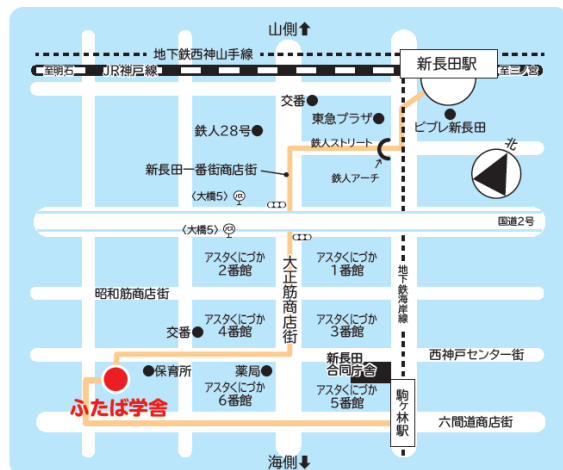 山側↑
地下鉄西神山手線
新長田駅
至明石
JR神戸線
至三ノ宮
交番
東急プラザ
ピブレ新長田
鉄人28号
鉄人ストリート
北
新長田一番街商店街
鉄人アーチ
〈大橋5〉
国道2号
〈大橋5〉
アスタくにづか
2番館
大正筋商店街
アスタくにづか
1番館
地下鉄海岸線
昭和筋商店街
交番
アスタくにづか
4番館
アスタくにづか
3番館
新長田
合同庁舎
西神戸センター街
保育所
薬局
ふたば学舎
アスタくにづか
6番館
アスタくにづか
5番館
駒ヶ林駅
六間道商店街
海側↓